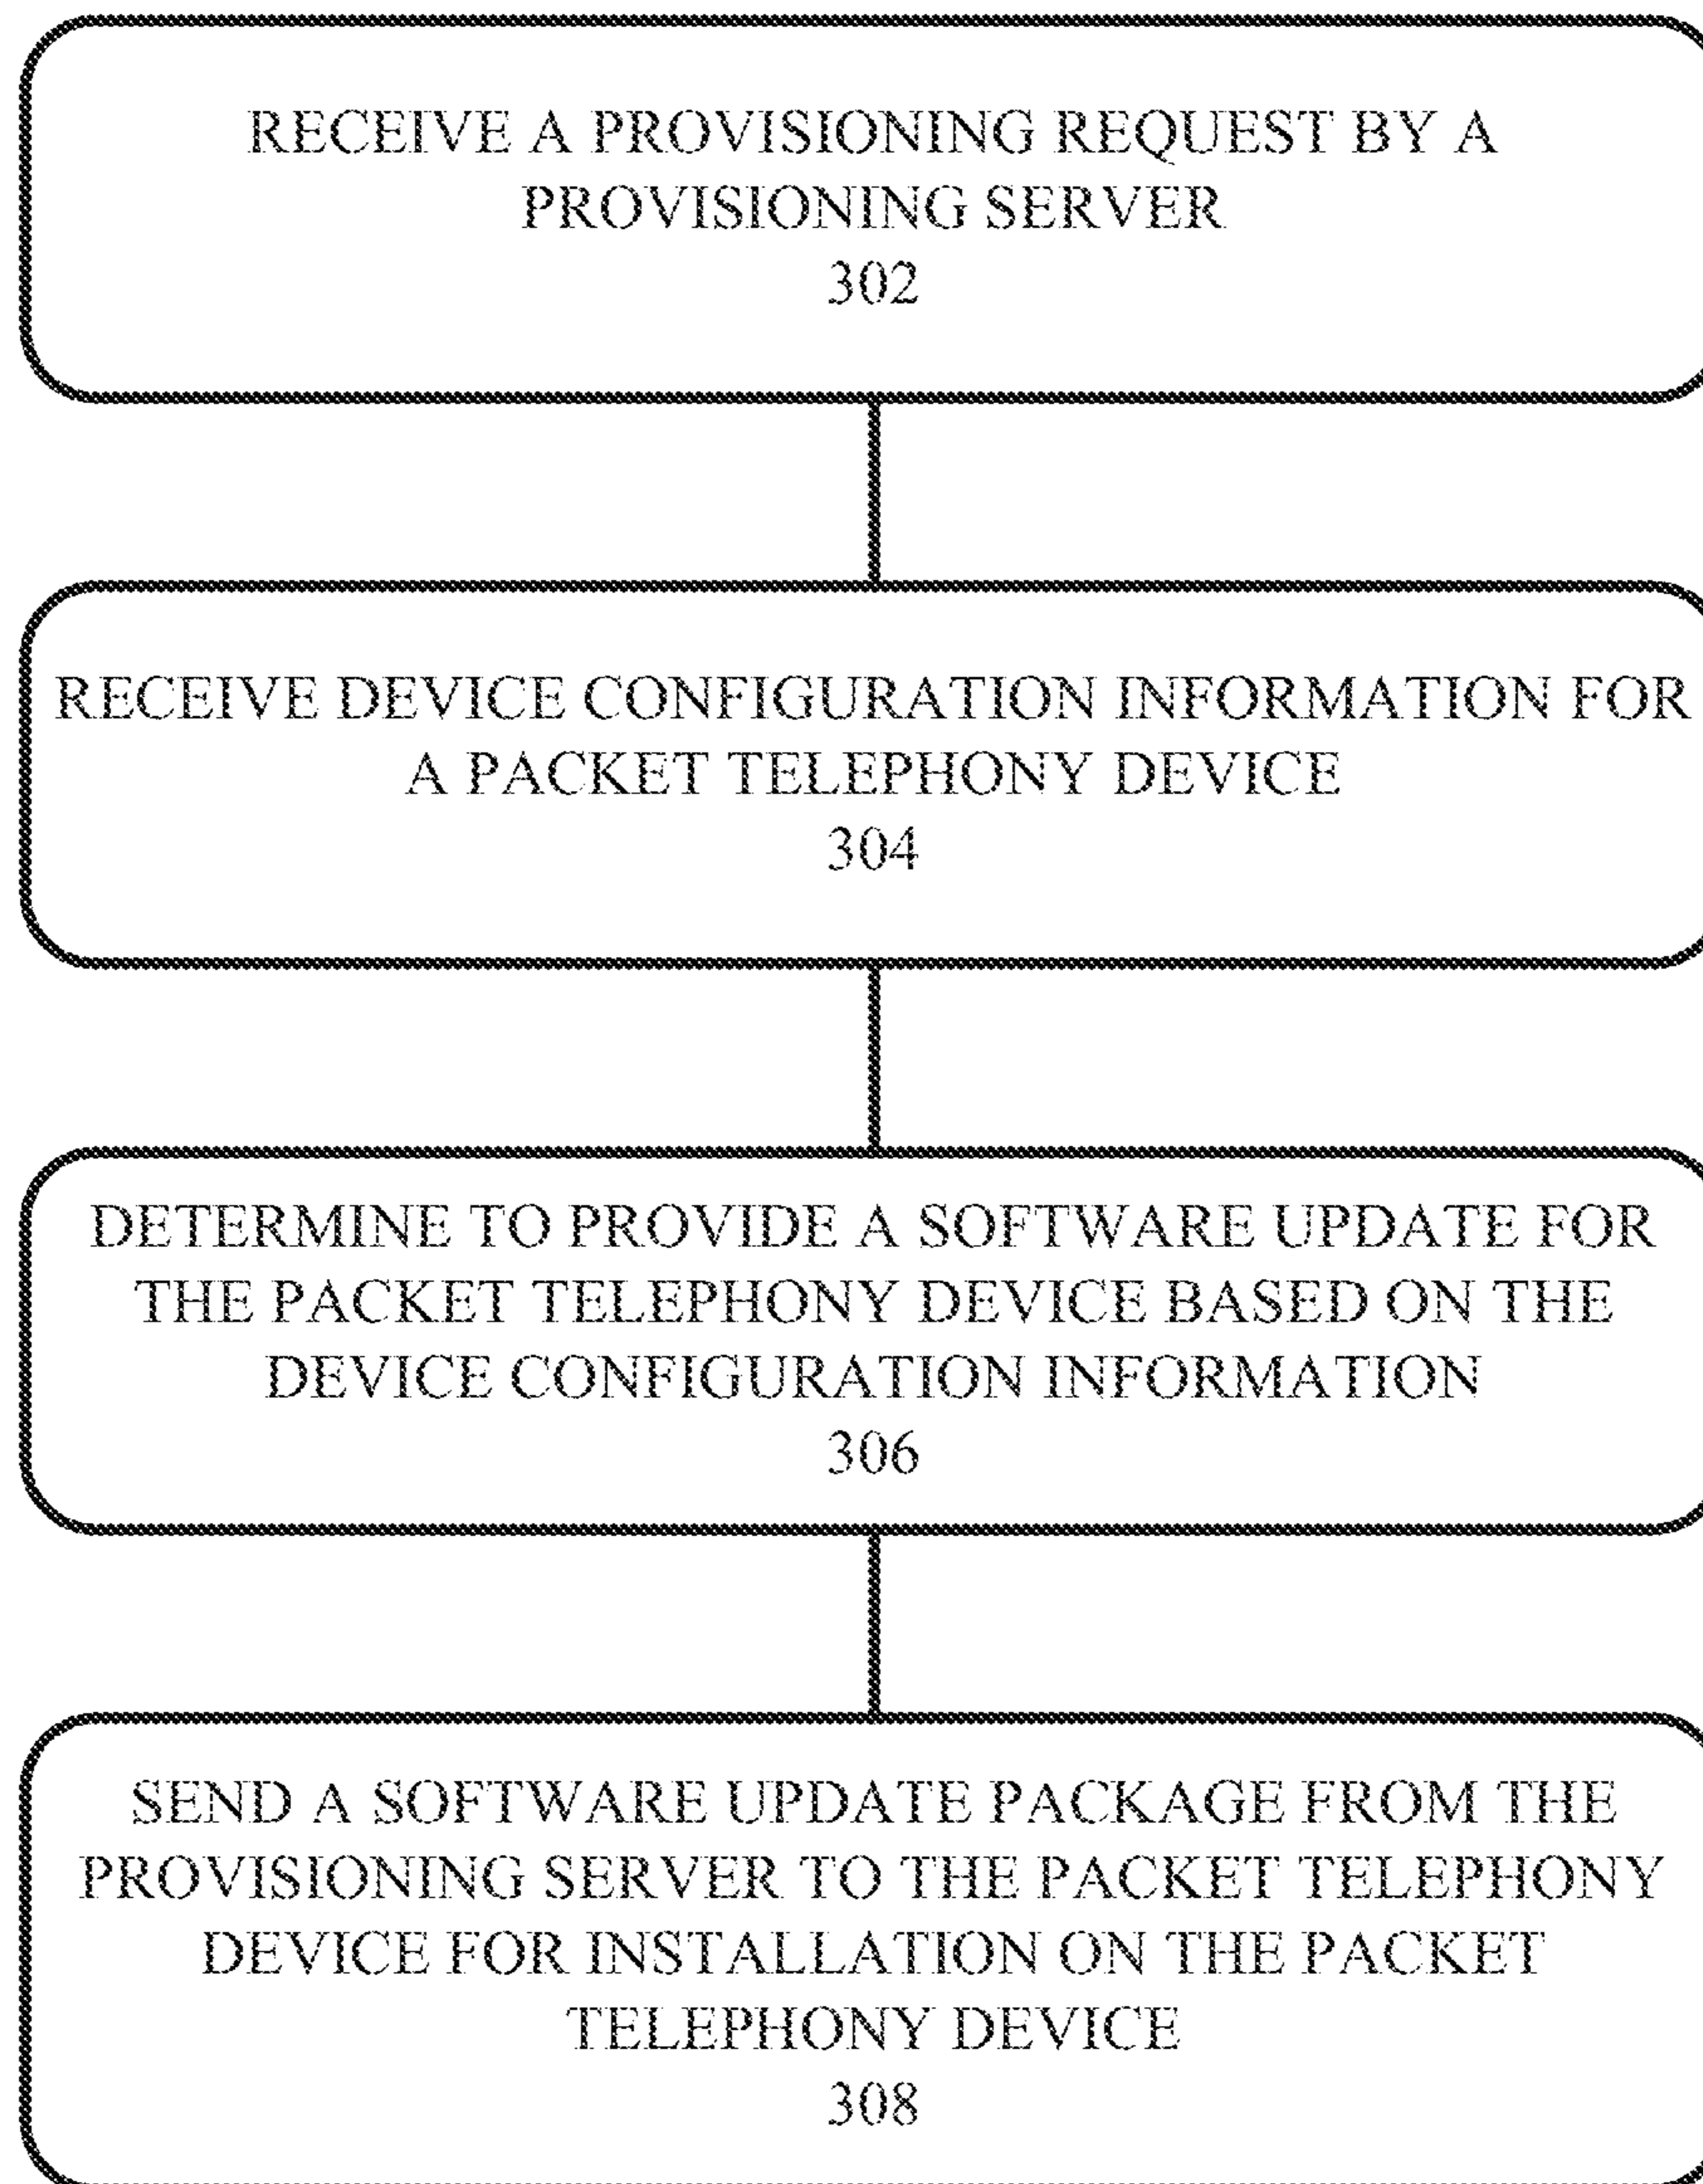 RECEIVE A PROVISIONING REQUEST BY A
PROVISIONING SERVER
302
RECEIVE DEVICE CONFIGURATION INFORMATION FOR
A PACKET TELEPHONY DEVICE
304
DETERMINE TO PROVIDE A SOFTWARE UPDATE FOR
THE PACKET TELEPHONY DEVICE BASED ON THE
DEVICE CONFIGURATION INFORMATION
306
SEND A SOFTWARE UPDATE PACKAGE FROM THE
PROVISIONING SERVER TO THE PACKET TELEPHONY
DEVICE FOR INSTALLATION ON THE PACKET
TELEPHONY DEVICE
308